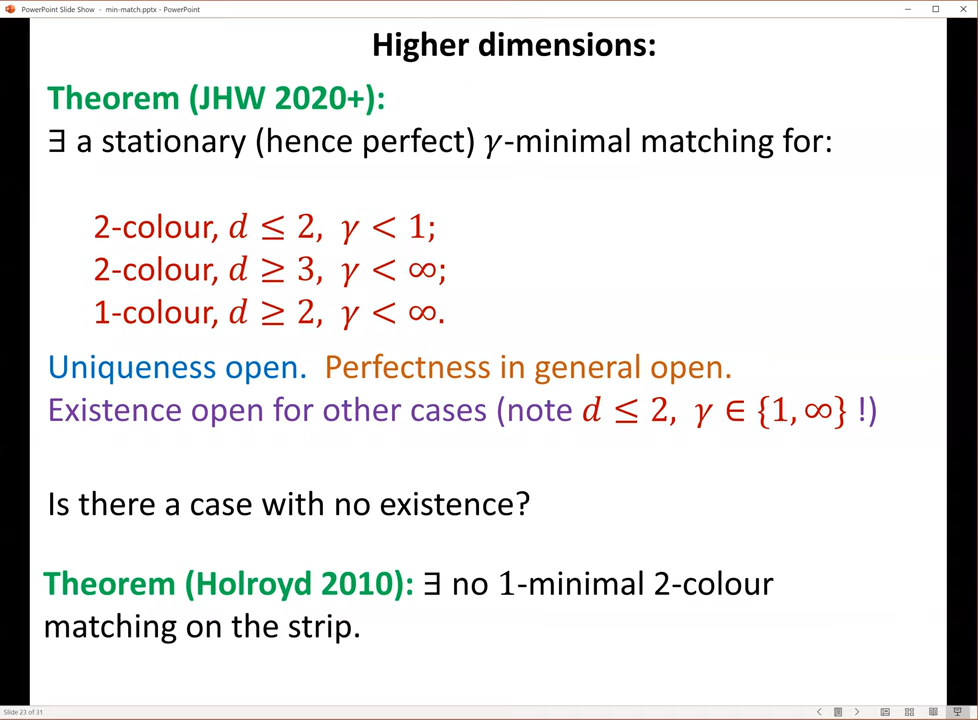 PowerPoint Slide Show - min-match.pptx - PowerPoint
Higher dimensions:
Theorem (JHW 2020+):
∃ a stationary (hence perfect) γ-minimal matching for:
2-colour, d ≤ 2, γ < 1;
2-colour, d ≥ 3, γ < ∞;
1-colour, d ≥ 2, γ < ∞.
Uniqueness open. Perfectness in general open.
Existence open for other cases (note d ≤ 2, γ ∈ {1, ∞} !)
Is there a case with no existence?
Theorem (Holroyd 2010): ∃ no 1-minimal 2-colour
matching on the strip.
Slide 23 of 31